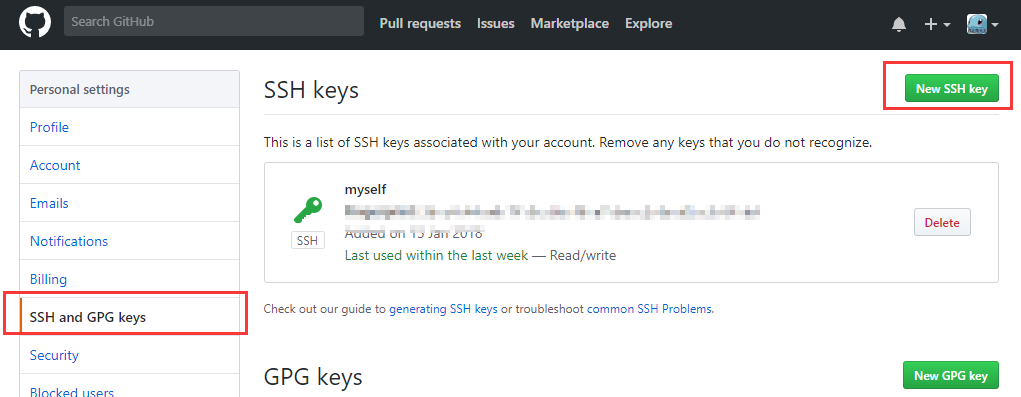 Search GitHub Pull requests Issues Marketplace Explore
Personal settings
Profile
Account
Emails
Notifications
Billing
SSH and GPG keys
Security
Blocked users
SSH keys New SSH key
This is a list of SSH keys associated with your account. Remove any keys that you do not recognize.
myself
SSH
Added on 15 Jan 2018
Last used within the last week — Read/write
Delete
Check out our guide to generating SSH keys or troubleshoot common SSH Problems.
GPG keys New GPG key